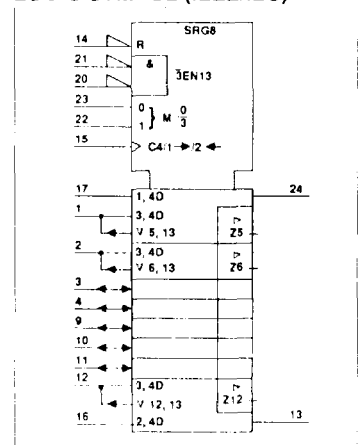 SRG8
14 R
21 &
20 3EN13
23 0
22 1 } M 0/3
15 C4/1 → /2 ←
17 1, 4D 24
1 3, 4D
V 5, 13 Z5
2 3, 4D
V 6, 13 Z6
3
4
9
10
11
12 3, 4D
V 12, 13 Z12
16 2, 4D 13